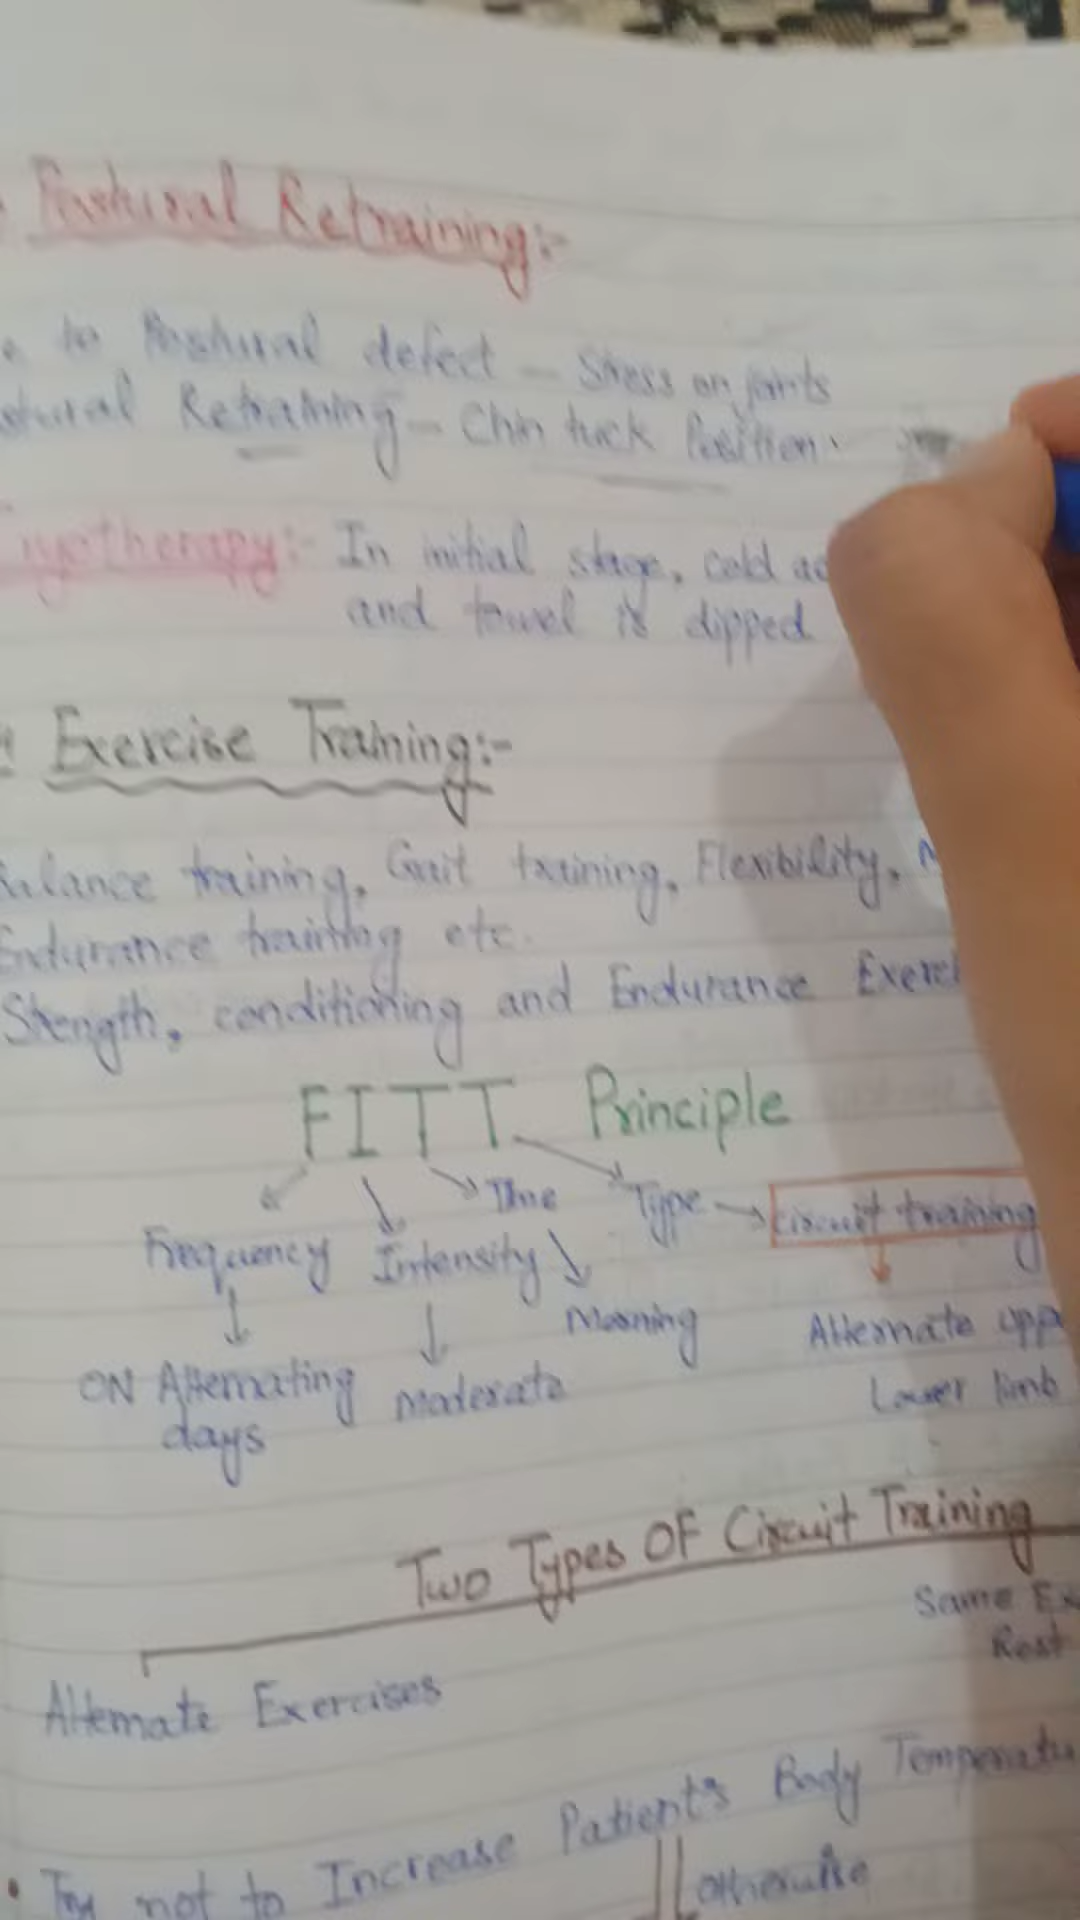 Postural Retraining:-
to Postural defect - Stress on joints
Retraining - Chin tuck Position.
In initial stage, cold
and towel is dipped
Exercise Training:-
Balance training, Gait training, Flexibility,
Endurance training etc.
Strength, conditioning and Endurance
FITT Principle
Time Type circuit training
Frequency Intensity
Morning Alternate
ON Alternating moderate Lower limb
days
Two Types OF Circuit Training
Same
Rest
Alternate Exercises
• Try not to Increase Patient's Body
otherwise